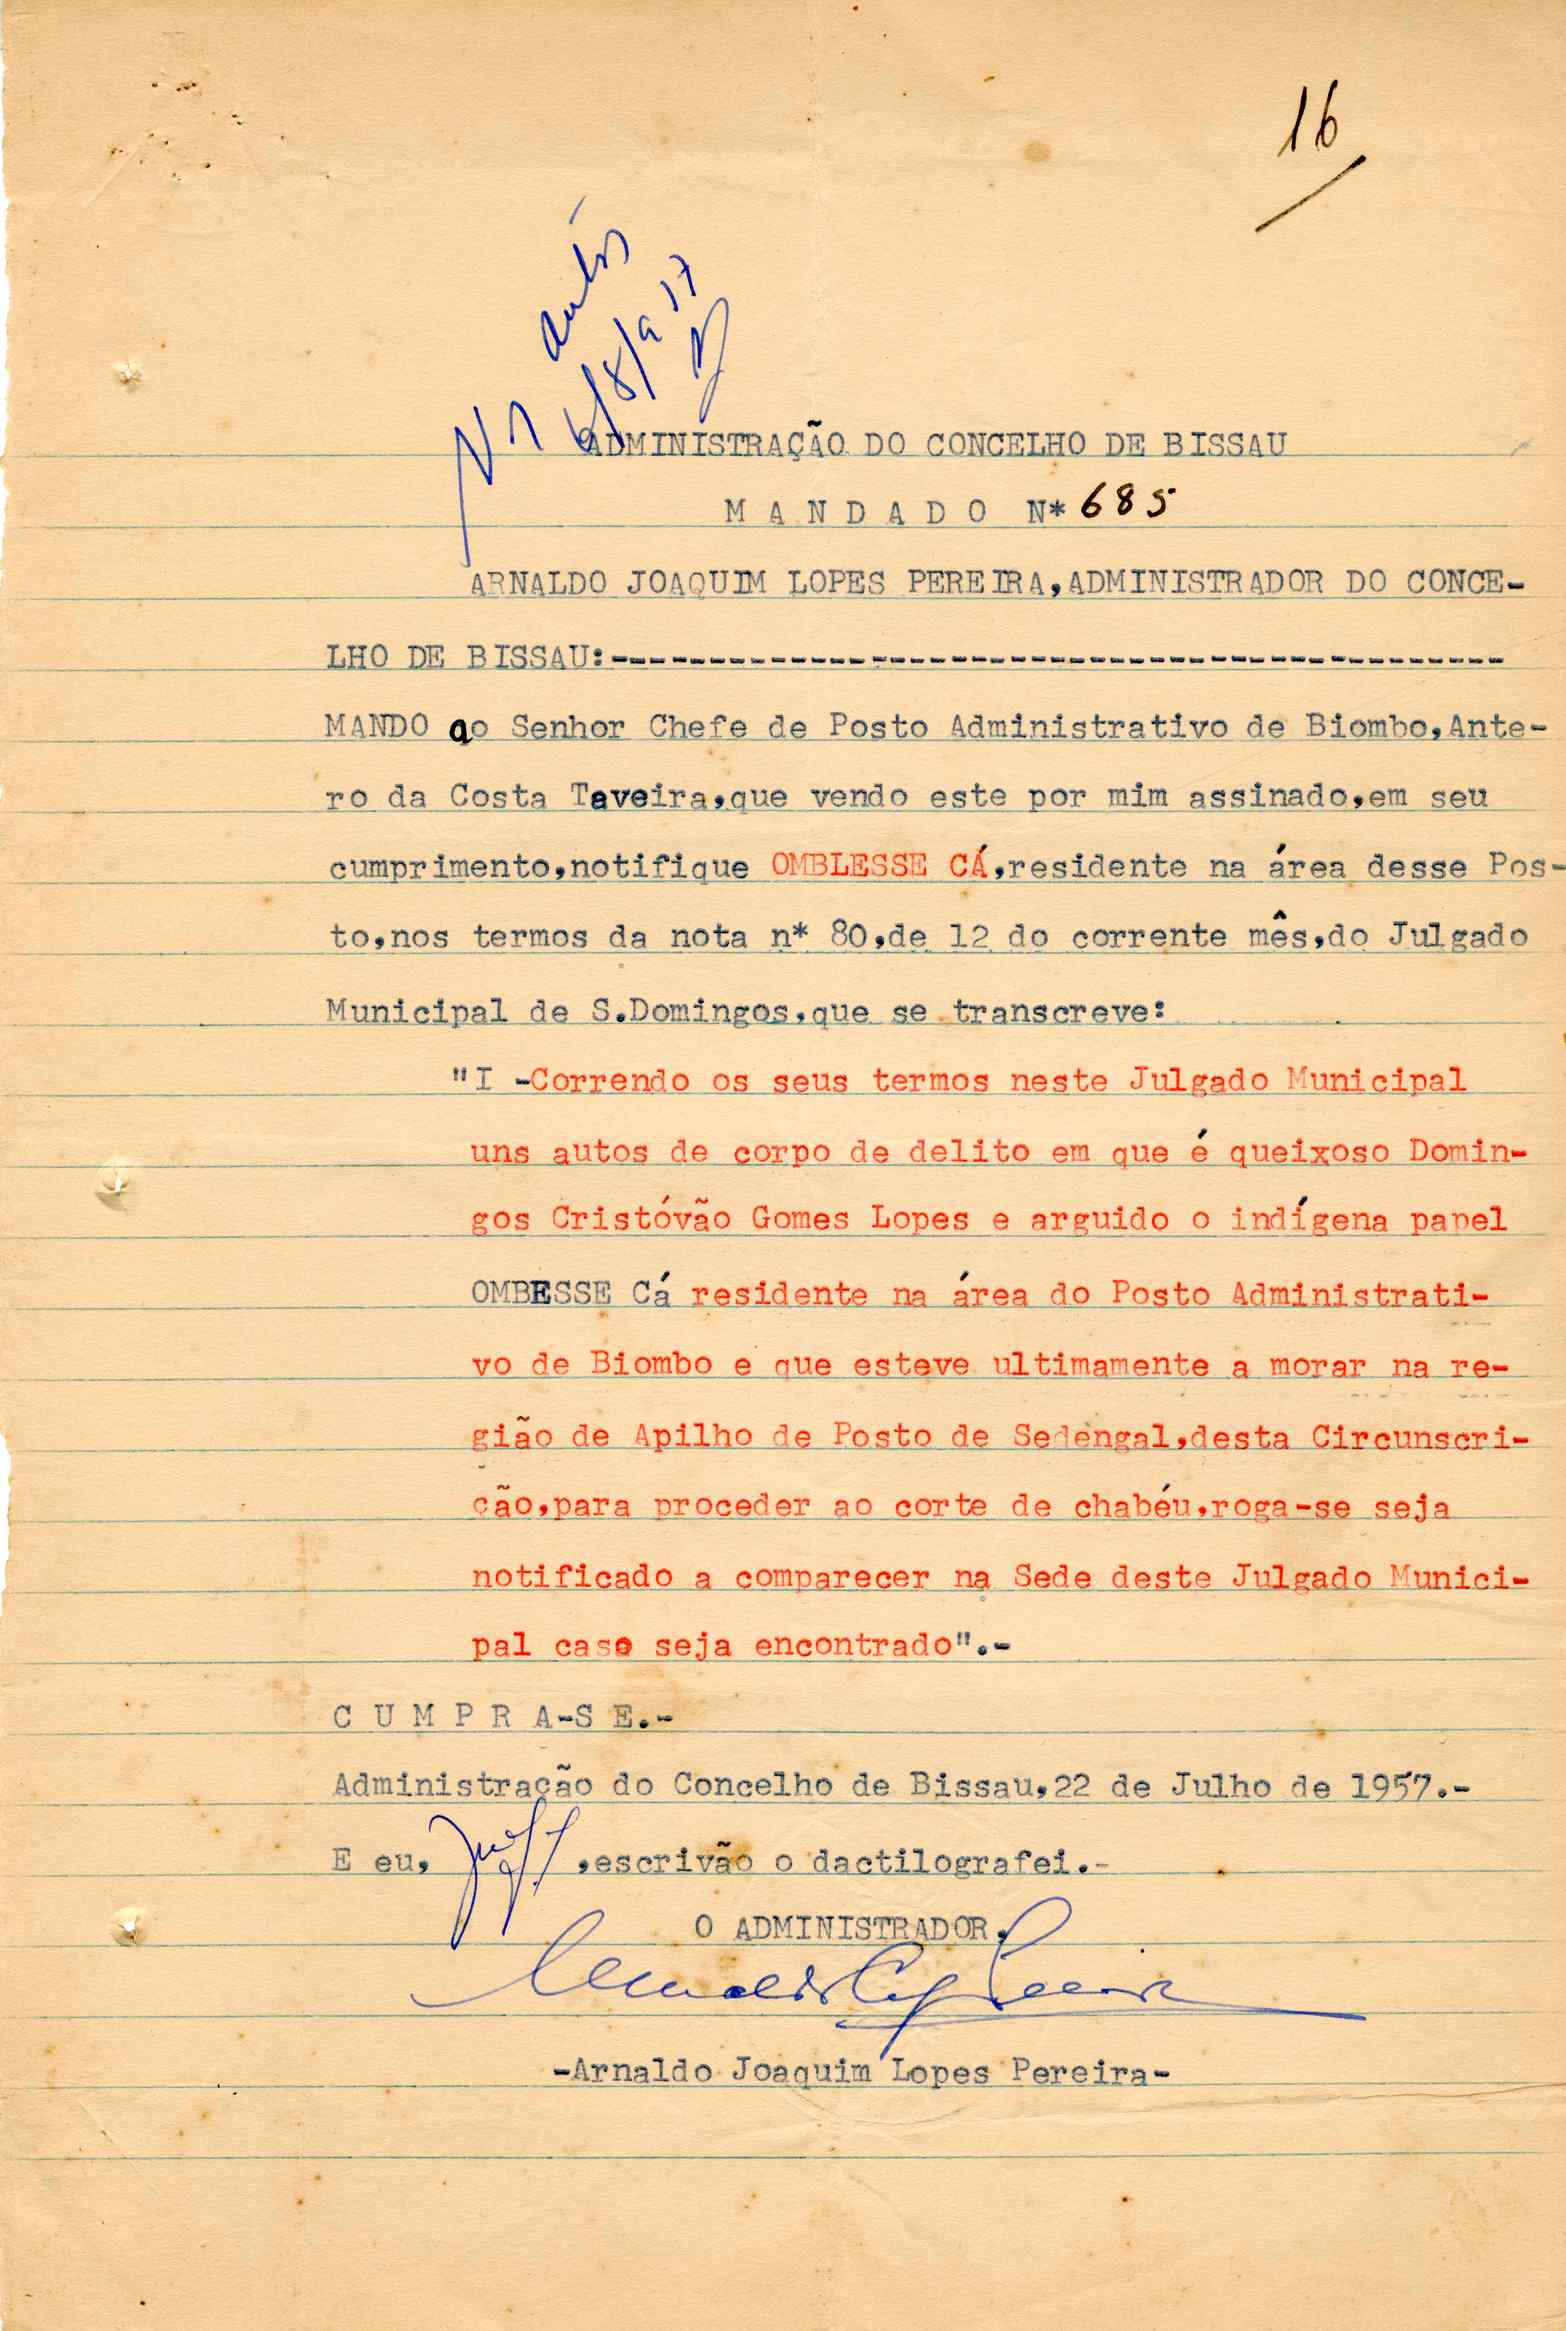 16
autos
ADMINISTRAÇÃO DO CONCELHO DE BISSAU
M A N D A D O N* 685
ARNALDO JOAQUIM LOPES PEREIRA,ADMINISTRADOR DO CONCE-
LHO DE BISSAU:---------------------------------------------
MANDO ao Senhor Chefe de Posto Administrativo de Biombo,Ante-
ro da Costa Taveira,que vendo este por mim assinado,em seu
cumprimento,notifique OMBLESSE CÁ,residente na área desse Pos-
to,nos termos da nota n* 80,de 12 do corrente mês,do Julgado
Municipal de S.Domingos,que se transcreve:
"I -Correndo os seus termos neste Julgado Municipal
uns autos de corpo de delito em que é queixoso Domin-
gos Cristóvão Gomes Lopes e arguido o indígena papel
OMBESSE Cá residente na área do Posto Administrati-
vo de Biombo e que esteve ultimamente a morar na re-
gião de Apilho de Posto de Sedengal,desta Circunscri-
ção,para proceder ao corte de chabéu,roga-se seja
notificado a comparecer na Sede deste Julgado Munici-
pal caso seja encontrado".-
C U M P R A-S E.-
Administração do Concelho de Bissau,22 de Julho de 1957.-
E eu, ,escrivão o dactilografei.-
O ADMINISTRADOR,
-Arnaldo Joaquim Lopes Pereira-